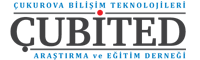 ÇUKUROVA BİLİŞİM TEKNOLOJİLERİ
ÇUBİTED
ARAŞTIRMA ve EĞİTİM DERNEĞİ